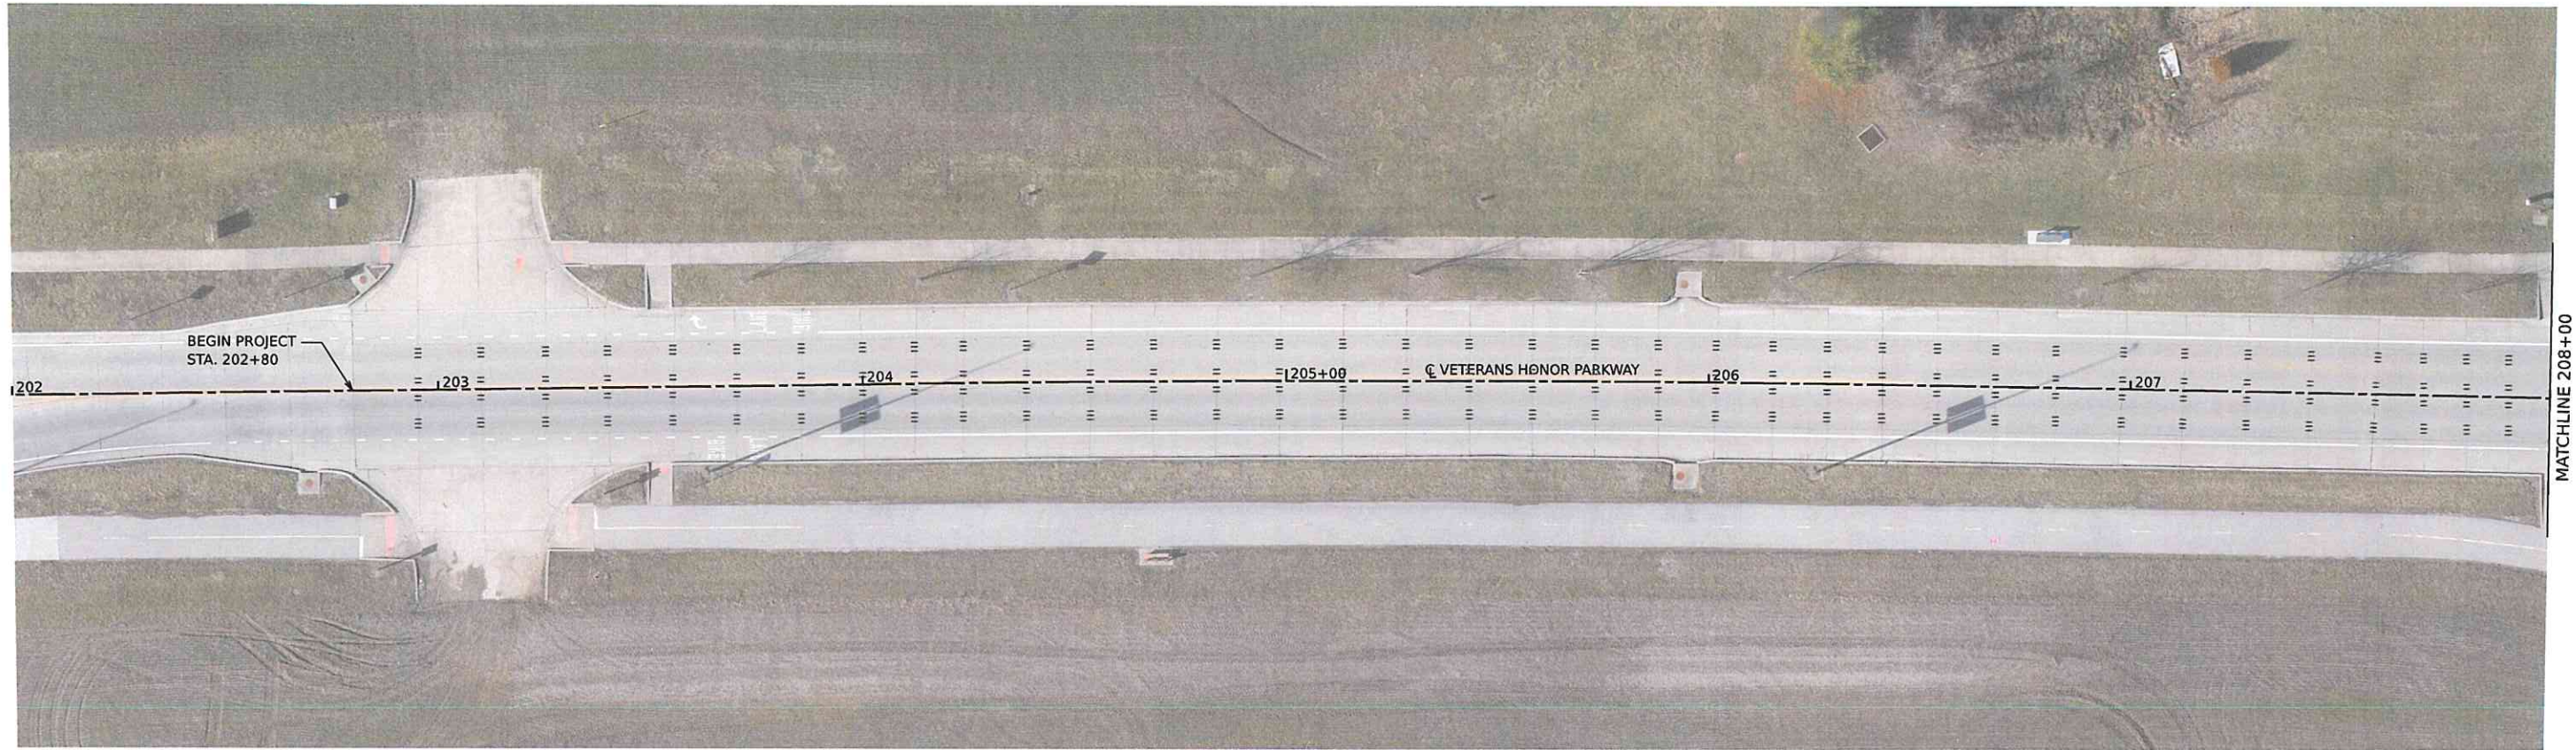 BEGIN PROJECT
STA. 202+80
202
203
204
205+00
℄ VETERANS HONOR PARKWAY
206
207
MATCHLINE 208+00